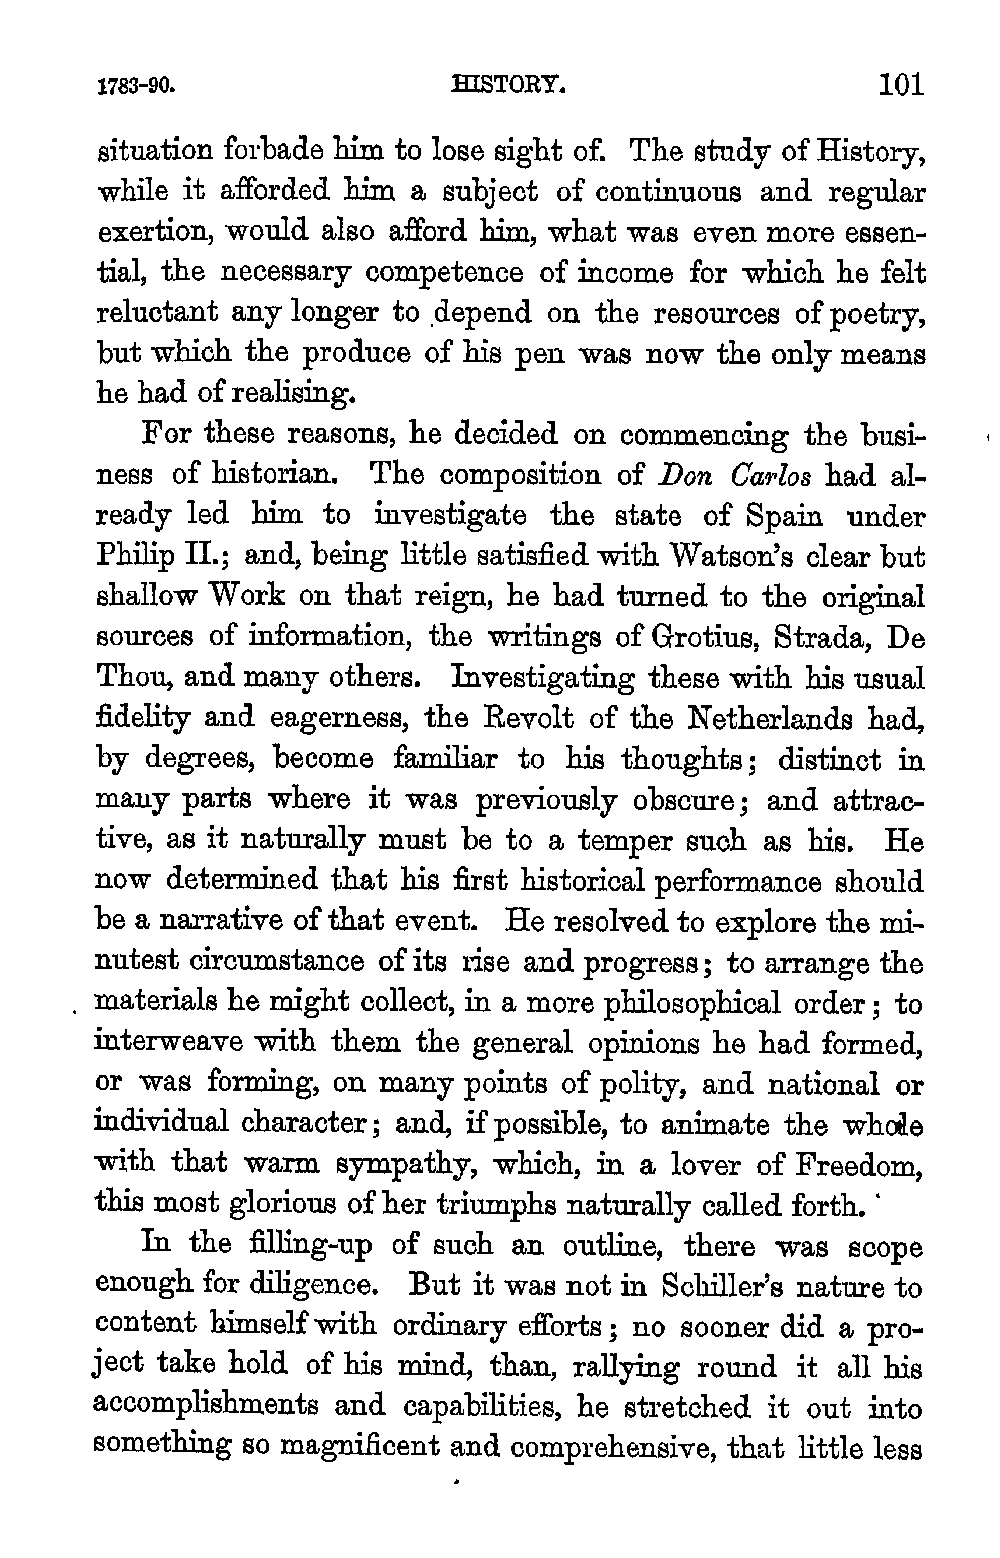 1783-90. HISTORY. 101
situation forbade him to lose sight of. The study of History,
while it afforded him a subject of continuous and regular
exertion, would also afford him, what was even more essen-
tial, the necessary competence of income for which he felt
reluctant any longer to depend on the resources of poetry,
but which the produce of his pen was now the only means
he had of realising.
For these reasons, he decided on commencing the busi-
ness of historian. The composition of Don Carlos had al-
ready led him to investigate the state of Spain under
Philip II.; and, being little satisfied with Watson's clear but
shallow Work on that reign, he had turned to the original
sources of information, the writings of Grotius, Strada, De
Thou, and many others. Investigating these with his usual
fidelity and eagerness, the Revolt of the Netherlands had,
by degrees, become familiar to his thoughts; distinct in
many parts where it was previously obscure; and attrac-
tive, as it naturally must be to a temper such as his. He
now determined that his first historical performance should
be a narrative of that event. He resolved to explore the mi-
nutest circumstance of its rise and progress; to arrange the
materials he might collect, in a more philosophical order; to
interweave with them the general opinions he had formed,
or was forming, on many points of polity, and national or
individual character; and, if possible, to animate the whole
with that warm sympathy, which, in a lover of Freedom,
this most glorious of her triumphs naturally called forth.
In the filling-up of such an outline, there was scope
enough for diligence. But it was not in Schiller's nature to
content himself with ordinary efforts; no sooner did a pro-
ject take hold of his mind, than, rallying round it all his
accomplishments and capabilities, he stretched it out into
something so magnificent and comprehensive, that little less